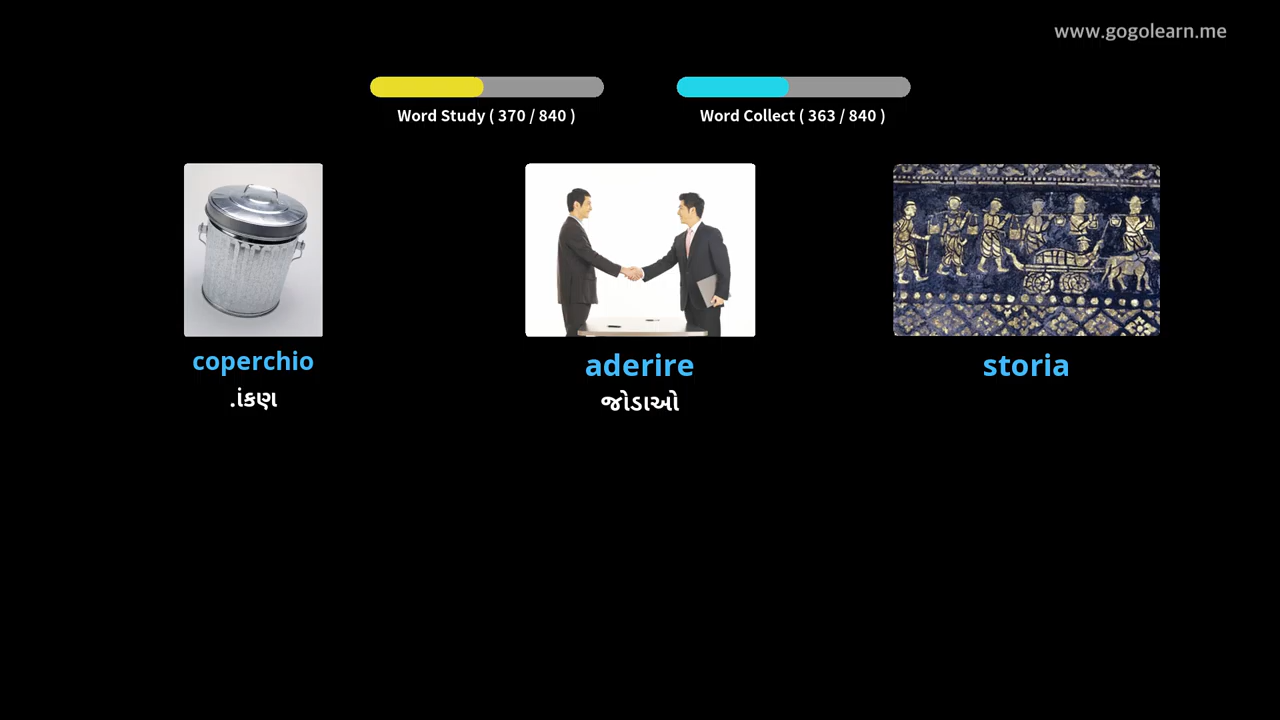 www.gogolearn.me
Word Study ( 370 / 840 )
Word Collect ( 363 / 840 )
coperchio
aderire
storia
.ાંકણ
જોડાઓ